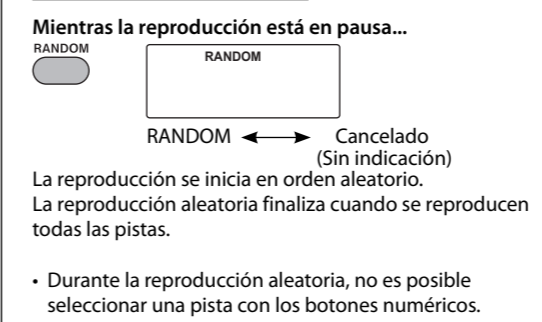 Mientras la reproducción está en pausa...
RANDOM
RANDOM
RANDOM Cancelado
(Sin indicación)
La reproducción se inicia en orden aleatorio.
La reproducción aleatoria finaliza cuando se reproducen
todas las pistas.
• Durante la reproducción aleatoria, no es posible
seleccionar una pista con los botones numéricos.